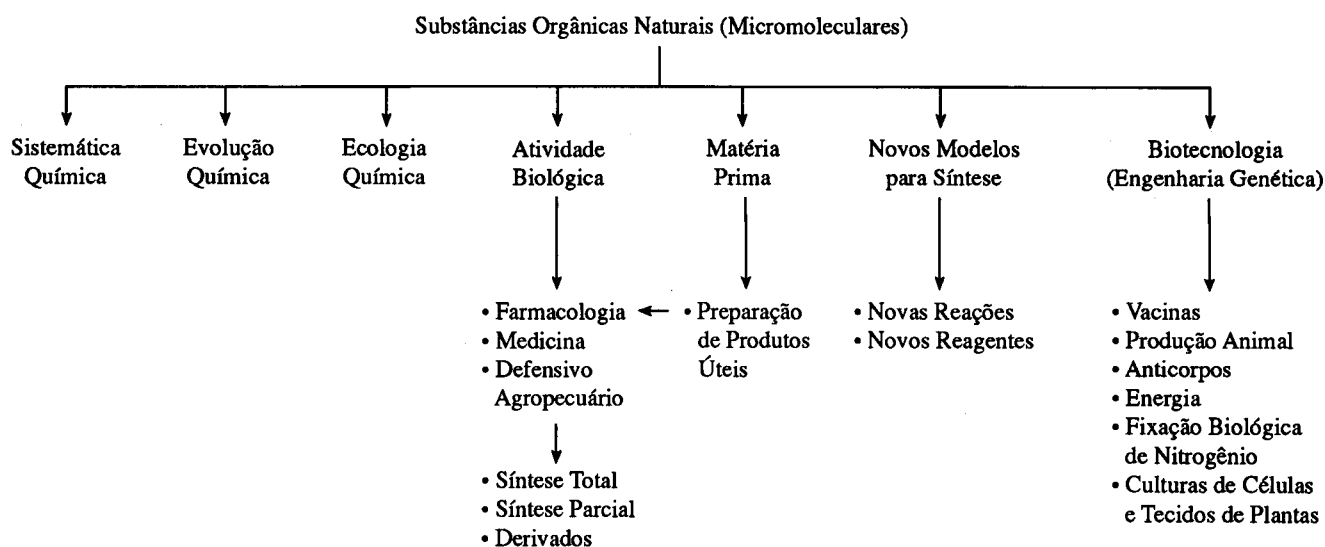 Substâncias Orgânicas Naturais (Micromoleculares)
Sistemática
Química
Evolução
Química
Ecologia
Química
Atividade
Biológica
Matéria
Prima
Novos Modelos
para Síntese
Biotecnologia
(Engenharia Genética)
• Farmacologia
• Medicina
• Defensivo
Agropecuário
• Síntese Total
• Síntese Parcial
• Derivados
• Preparação
de Produtos
Úteis
• Novas Reações
• Novos Reagentes
• Vacinas
• Produção Animal
• Anticorpos
• Energia
• Fixação Biológica
de Nitrogênio
• Culturas de Células
e Tecidos de Plantas